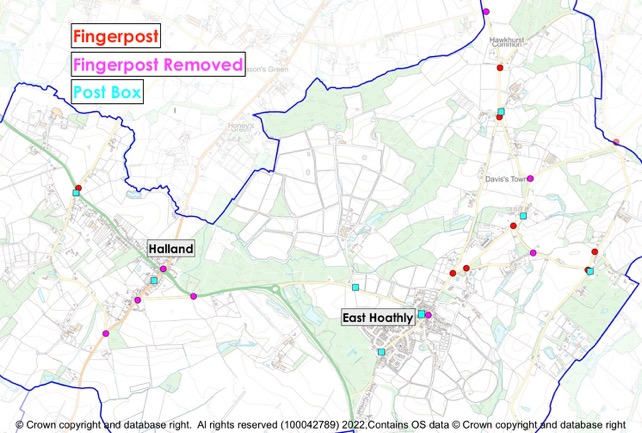 Fingerpost
Fingerpost Removed
Post Box
Hawkhurst
Common
Davis's Town
Halland
East Hoathly
© Crown copyright and database right. All rights reserved (100042789) 2022,Contains OS data © Crown copyright and database right